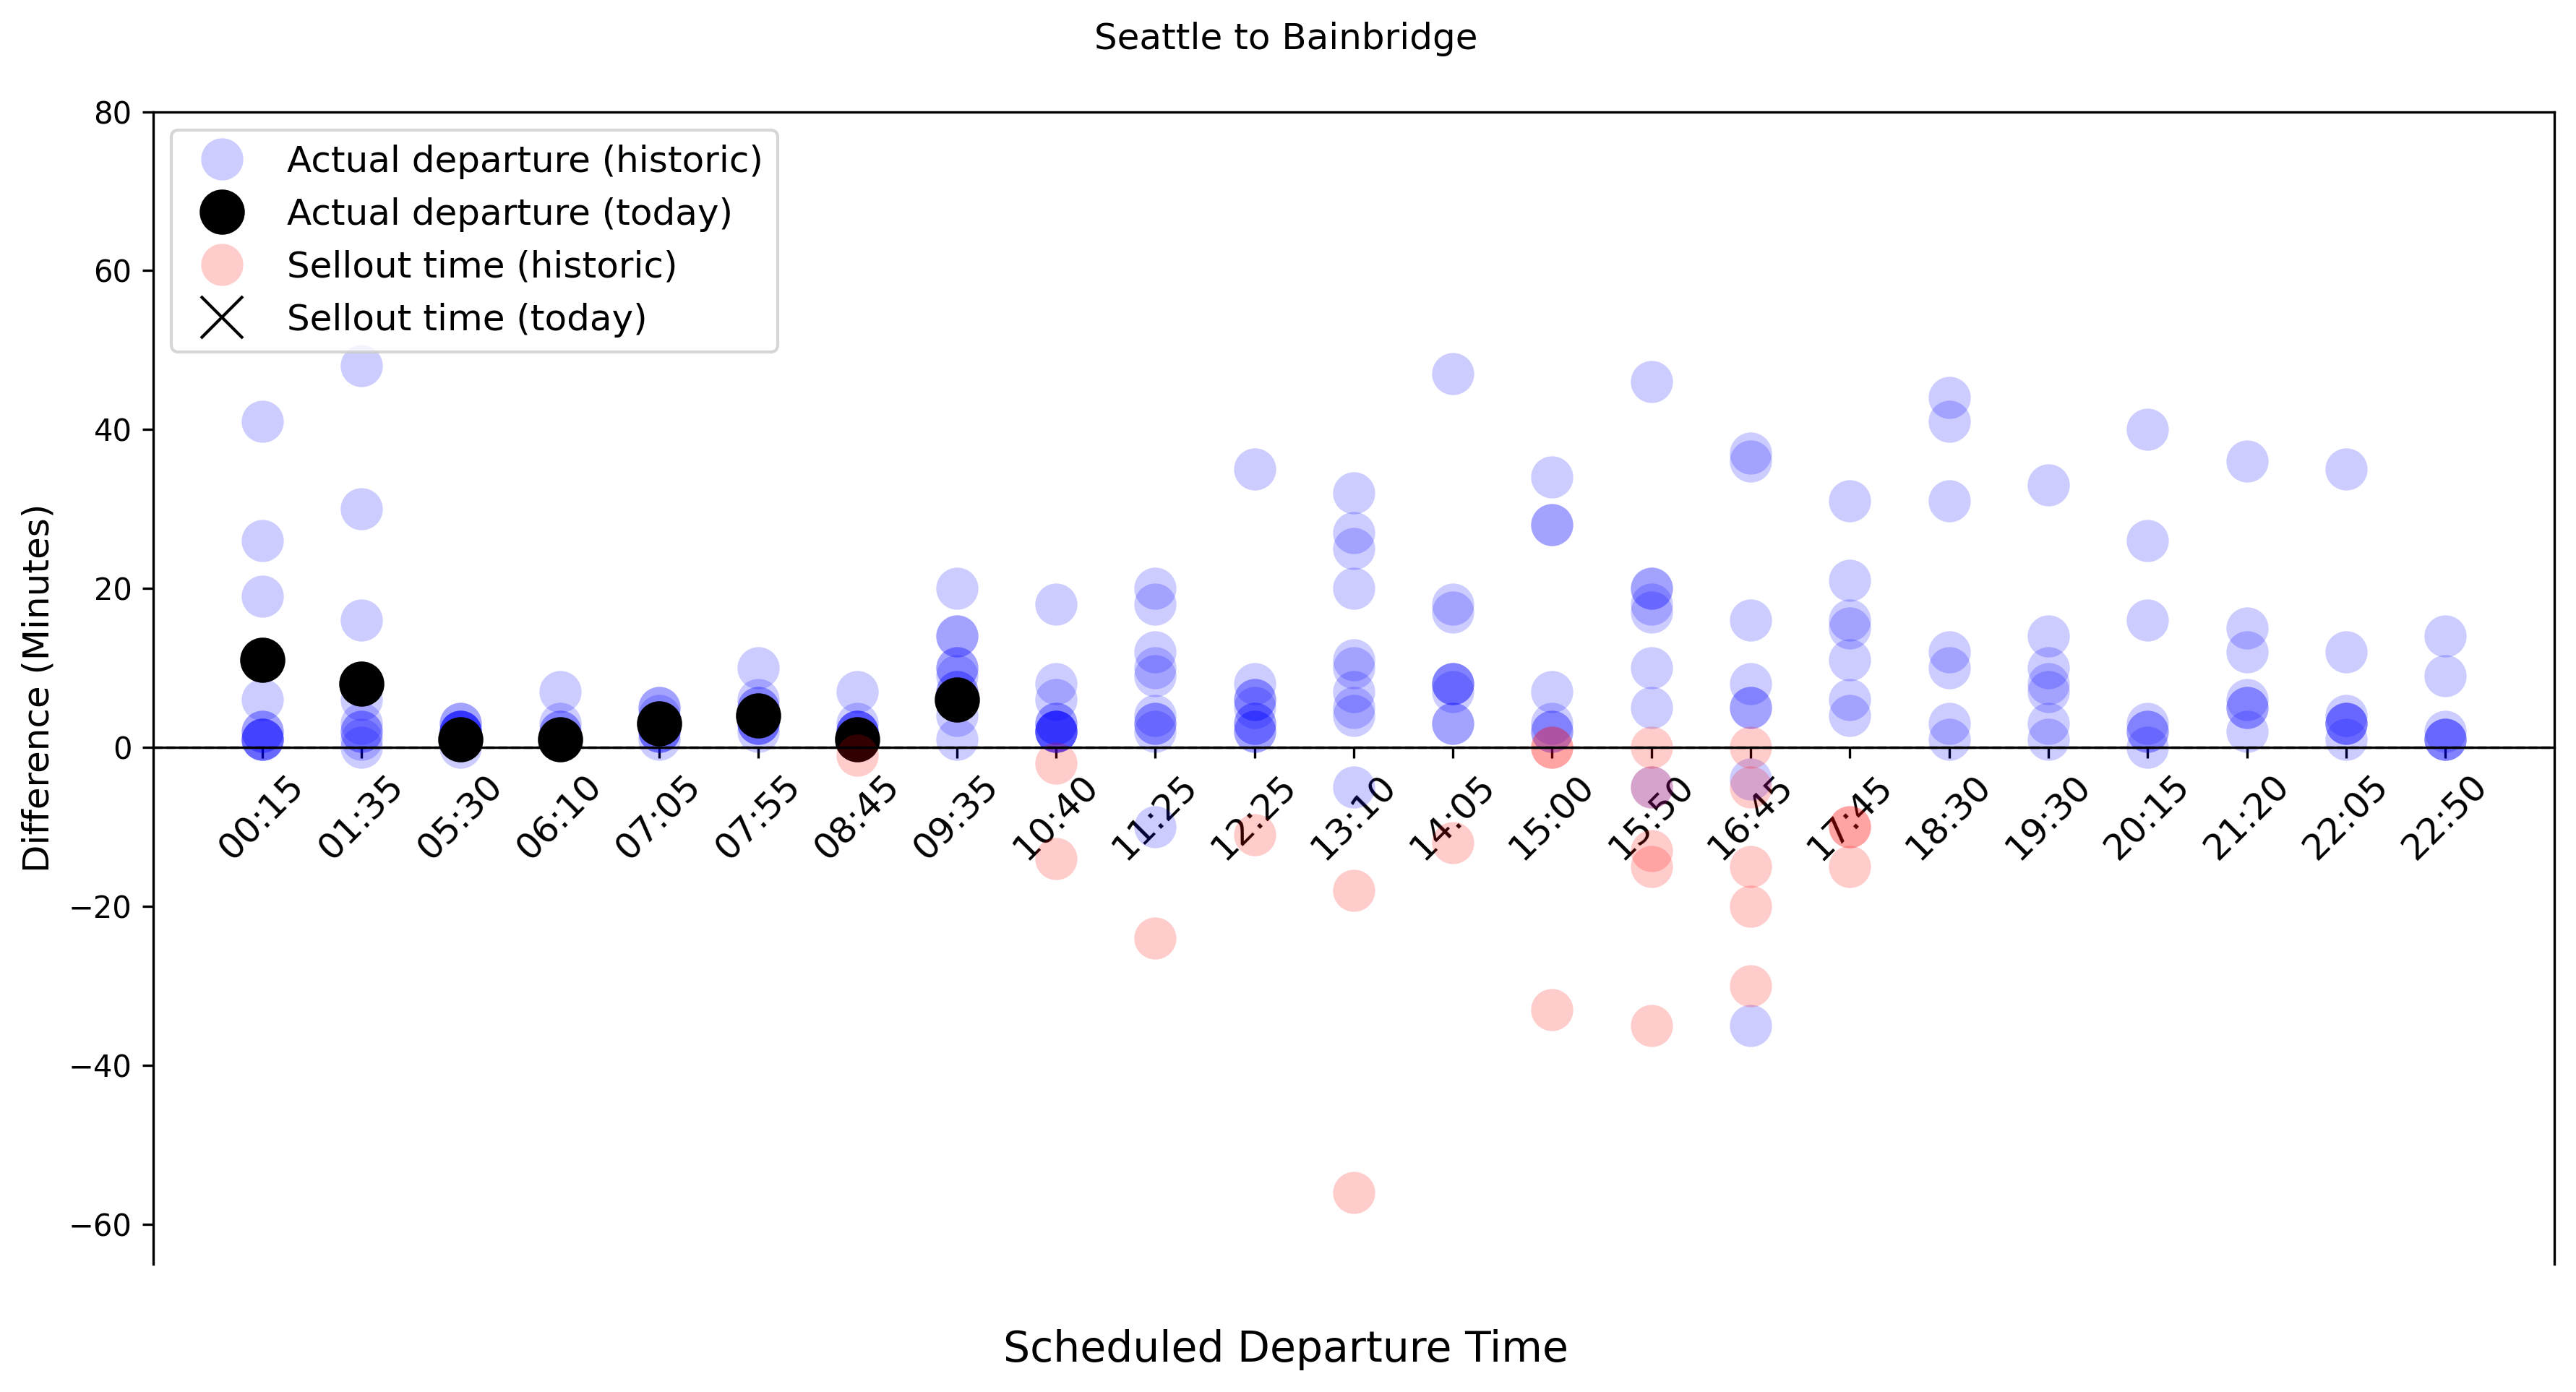 Seattle to Bainbridge
Actual departure (historic)
Actual departure (today)
Sellout time (historic)
Sellout time (today)
Difference (Minutes)
80
60
40
20
0
−20
−40
−60
00:15 01:35 05:30 06:10 07:05 07:55 08:45 09:35 10:40 11:25 12:25 13:10 14:05 15:00 15:50 16:45 17:45 18:30 19:30 20:15 21:20 22:05 22:50
Scheduled Departure Time